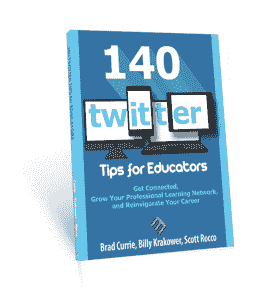 140
twitter
Tips for Educators
Get Connected,
Grow Your Professional Learning Network,
and Reinvigorate Your Career
Brad Currie, Billy Krakower, Scott Rocco